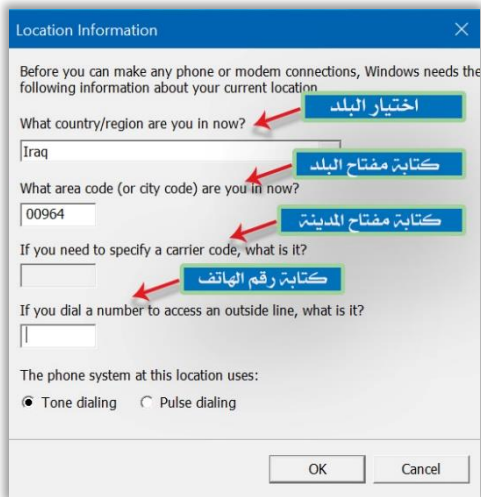 Location Information
Before you can make any phone or modem connections, Windows needs the
following information about your current location
اختيار البلد
What country/region are you in now?
Iraq
كتابة مفتاح البلد
What area code (or city code) are you in now?
00964
كتابة مفتاح المدينة
If you need to specify a carrier code, what is it?
كتابة رقم الهاتف
If you dial a number to access an outside line, what is it?
The phone system at this location uses:
Tone dialing Pulse dialing
OK Cancel